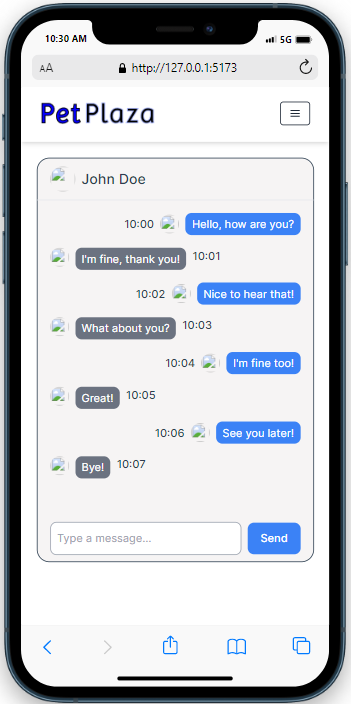 10:30 AM
5G
AA
http://127.0.0.1:5173
Pet Plaza
John Doe
10:00 Hello, how are you?
I'm fine, thank you! 10:01
10:02 Nice to hear that!
What about you? 10:03
10:04 I'm fine too!
Great! 10:05
10:06 See you later!
Bye! 10:07
Type a message... Send